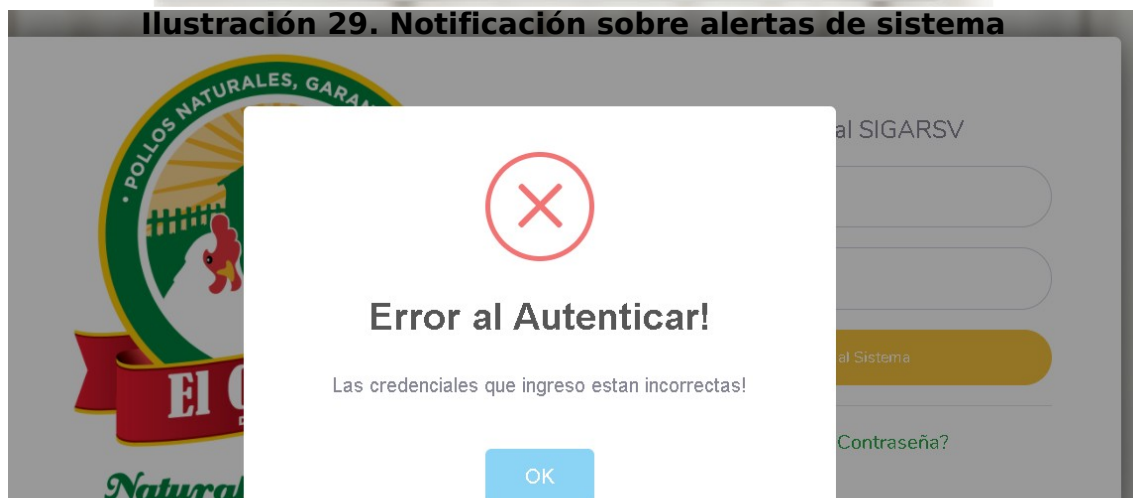 Ilustración 29. Notificación sobre alertas de sistema
POLLOS NATURALES,
al SIGARSV
Error al Autenticar!
al Sistema
Las credenciales que ingreso estan incorrectas!
El
Contraseña?
OK